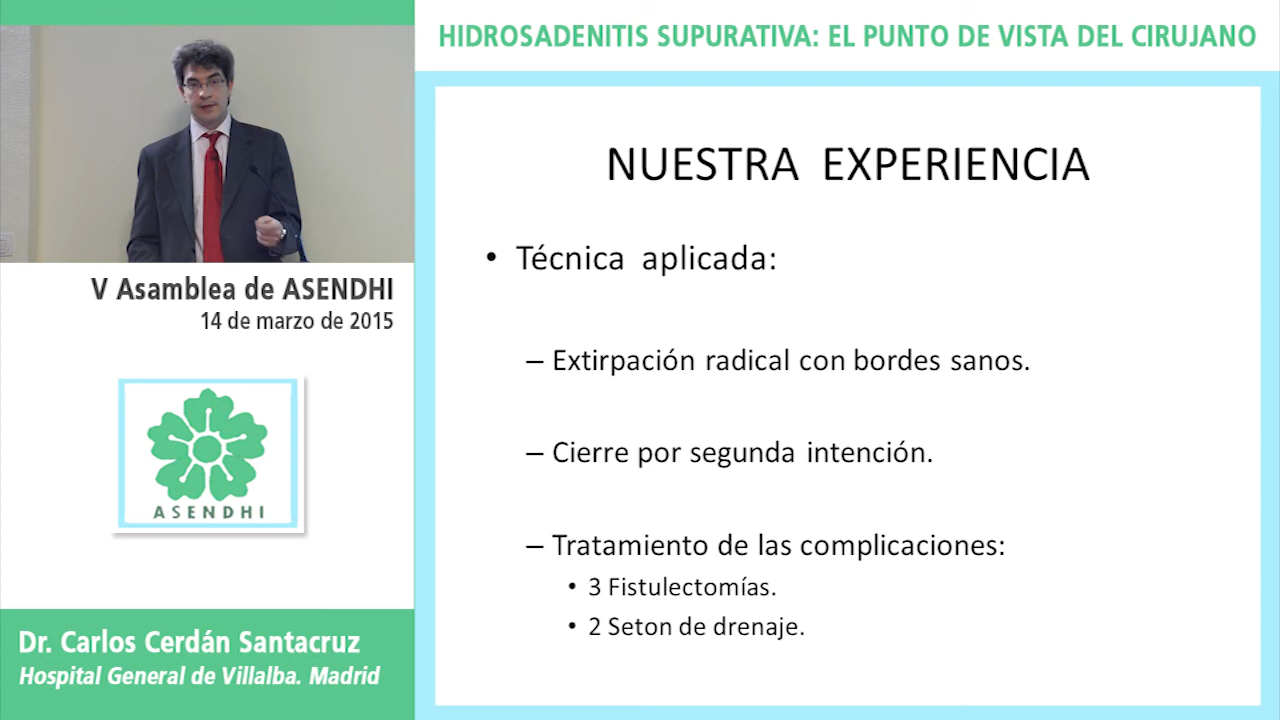 HIDROSADENITIS SUPURATIVA: EL PUNTO DE VISTA DEL CIRUJANO
V Asamblea de ASENDHI
14 de marzo de 2015
ASENDHI
Dr. Carlos Cerdán Santacruz
Hospital General de Villalba. Madrid
NUESTRA EXPERIENCIA
• Técnica aplicada:
– Extirpación radical con bordes sanos.
– Cierre por segunda intención.
– Tratamiento de las complicaciones:
• 3 Fistulectomías.
• 2 Seton de drenaje.